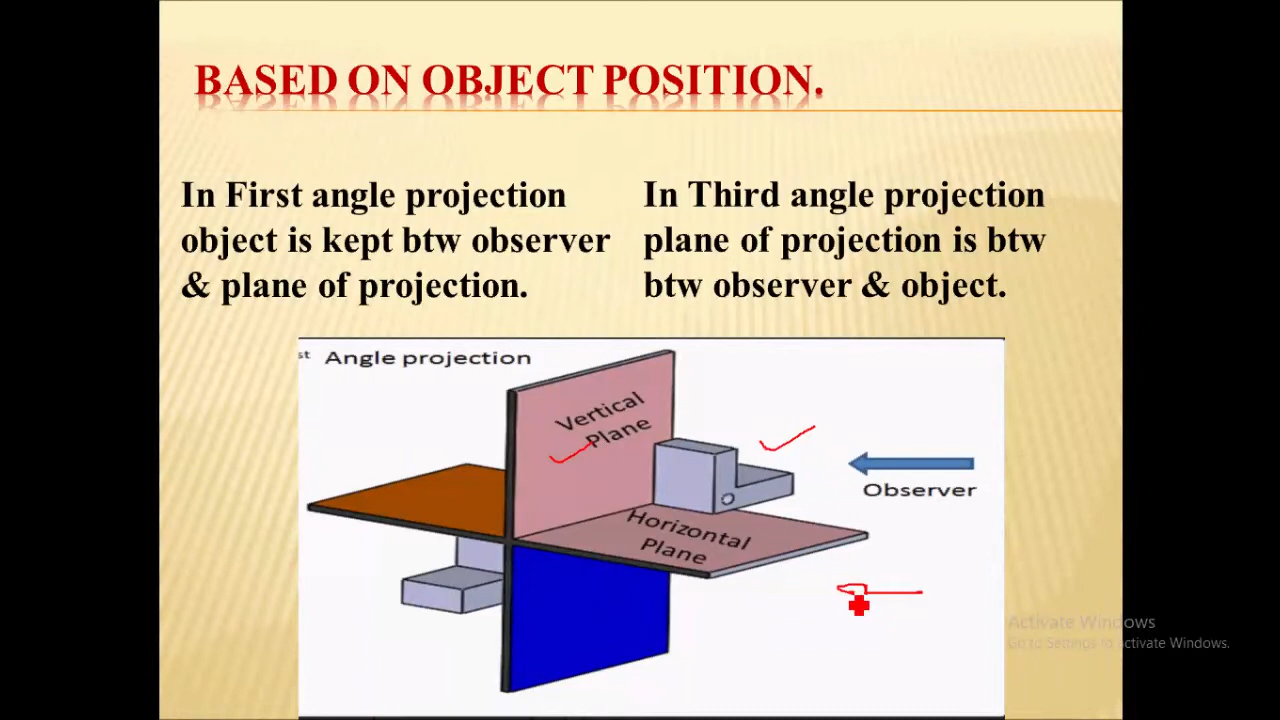 BASED ON OBJECT POSITION.
In First angle projection
object is kept btw observer
& plane of projection.
In Third angle projection
plane of projection is btw
btw observer & object.
st Angle projection
Vertical
Plane
Observer
Horizontal
Plane
Activate Windows
Go to Settings to activate Windows.